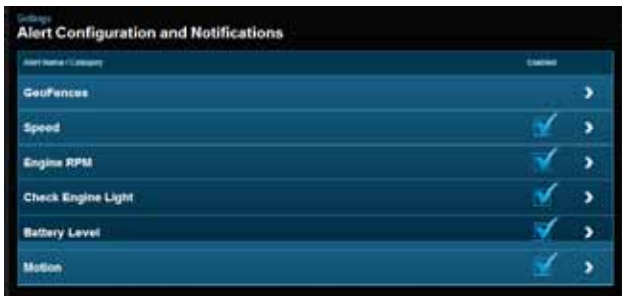 Settings
Alert Configuration and Notifications
Alert Name / Category Enabled
GeoFences
Speed
Engine RPM
Check Engine Light
Battery Level
Motion